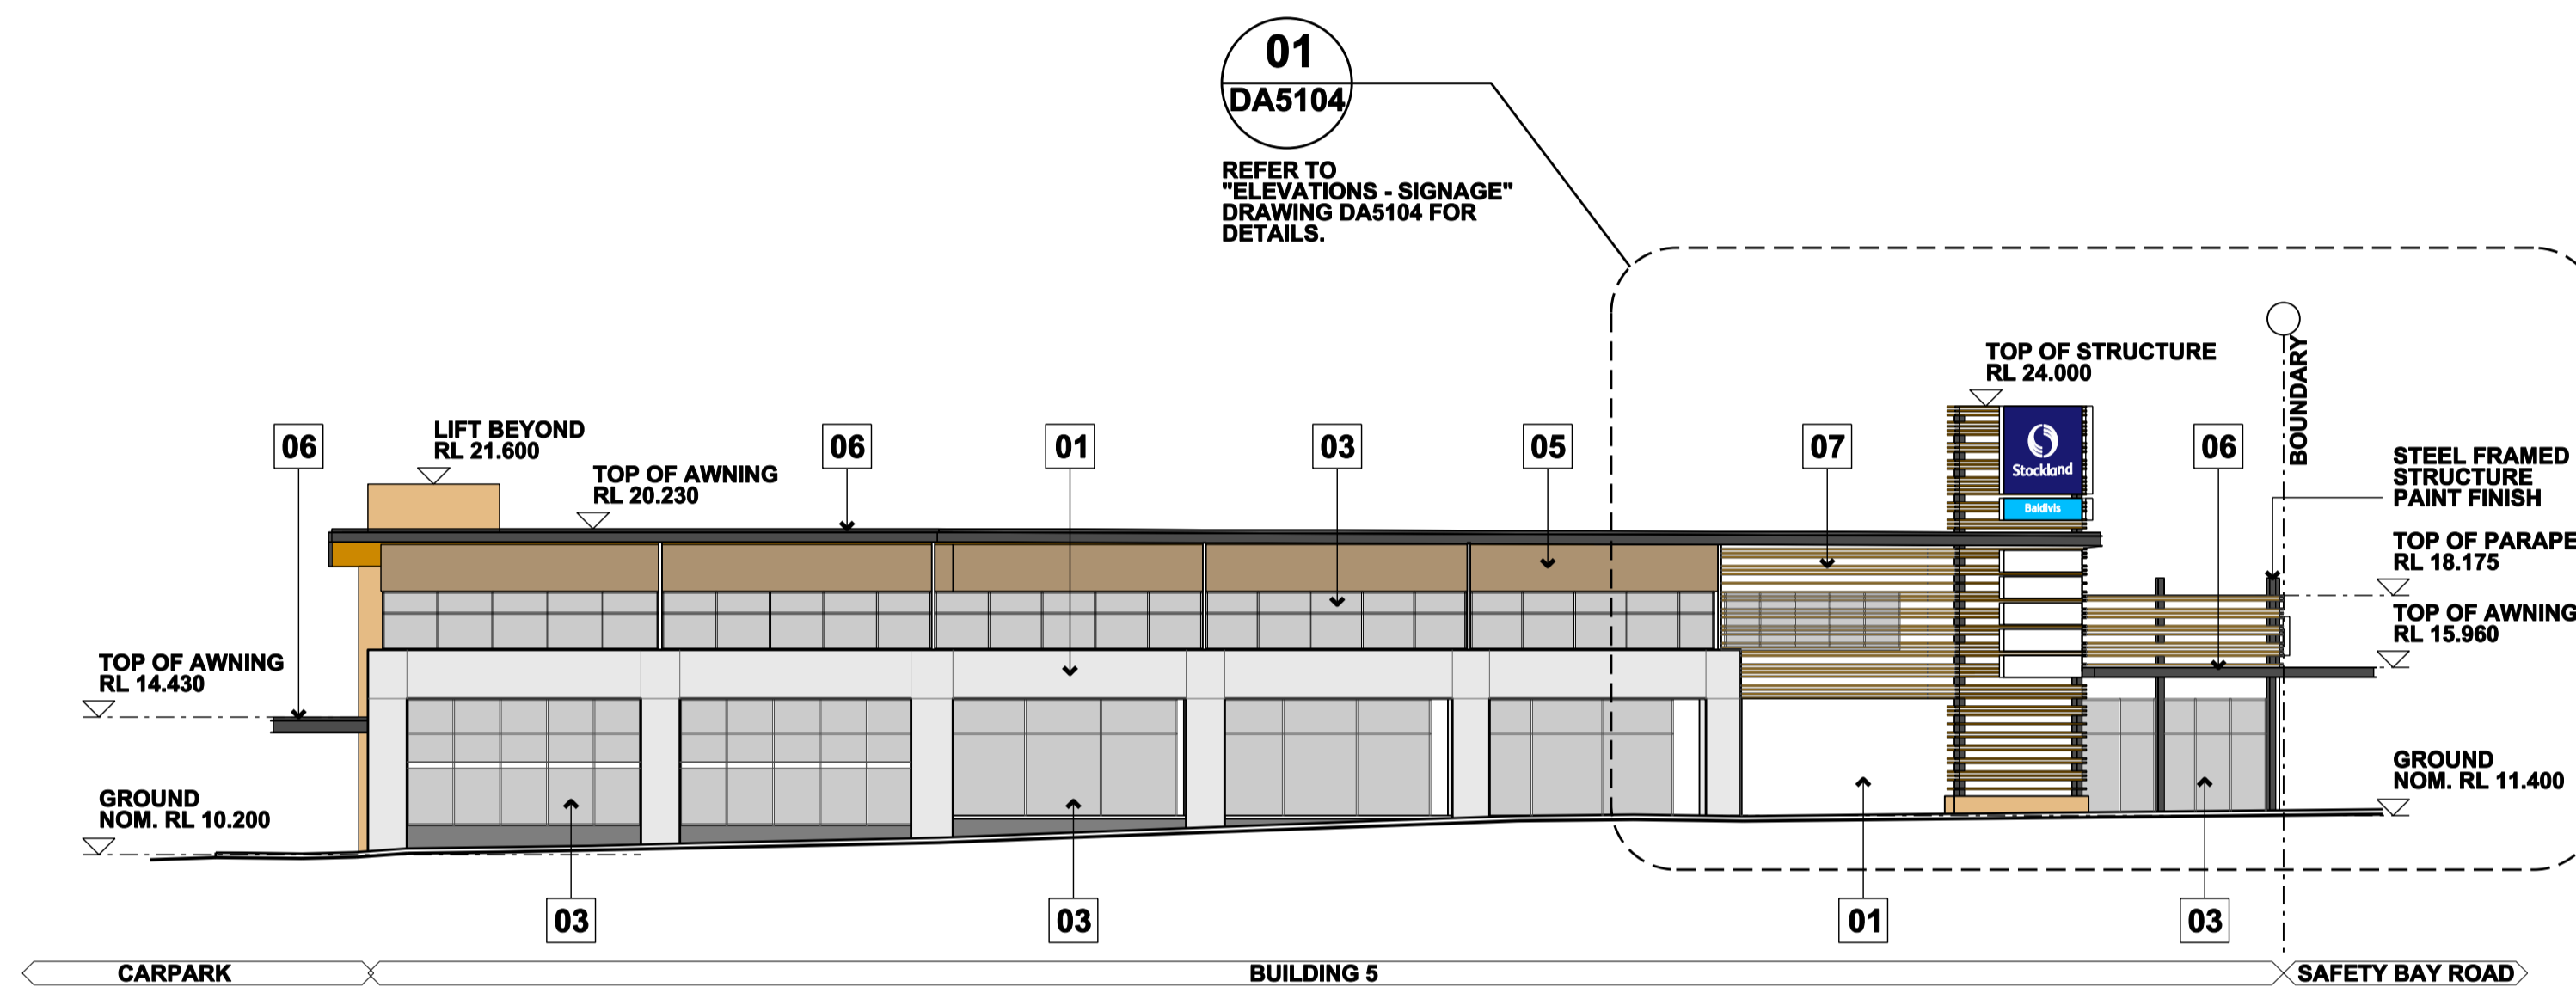 01
DA5104
REFER TO
"ELEVATIONS - SIGNAGE"
DRAWING DA5104 FOR
DETAILS.
BOUNDARY
TOP OF STRUCTURE
RL 24.000
LIFT BEYOND
RL 21.600
TOP OF AWNING
RL 20.230
06
06
01
03
05
07
06
Stockland
Baldivis
STEEL FRAMED
STRUCTURE
PAINT FINISH
TOP OF PARAPE
RL 18.175
TOP OF AWNING
RL 15.960
TOP OF AWNING
RL 14.430
GROUND
NOM. RL 11.400
GROUND
NOM. RL 10.200
03
03
01
03
CARPARK
BUILDING 5
SAFETY BAY ROAD